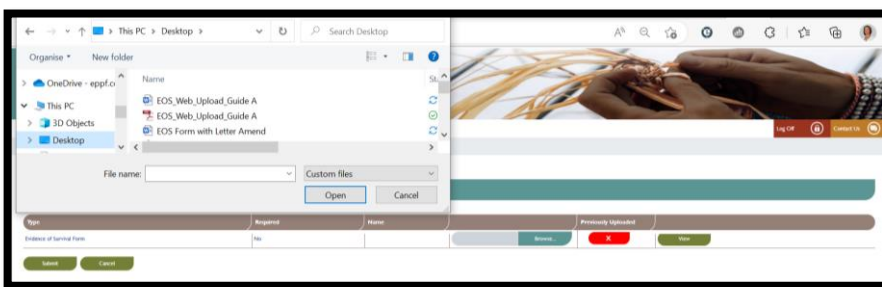 This PC > Desktop >
Search Desktop
Organise
New folder
Name
St
OneDrive - eppf.c
This PC
3D Objects
Desktop
EOS_Web_Upload_Guide A
EOS_Web_Upload_Guide A
EOS Form with Letter Amend
File name:
Custom files
Open
Cancel
Log Off
Contact Us
Type
Required
Name
Previously Uploaded
Evidence of Survival Form
No
Browse...
X
View
Submit
Cancel